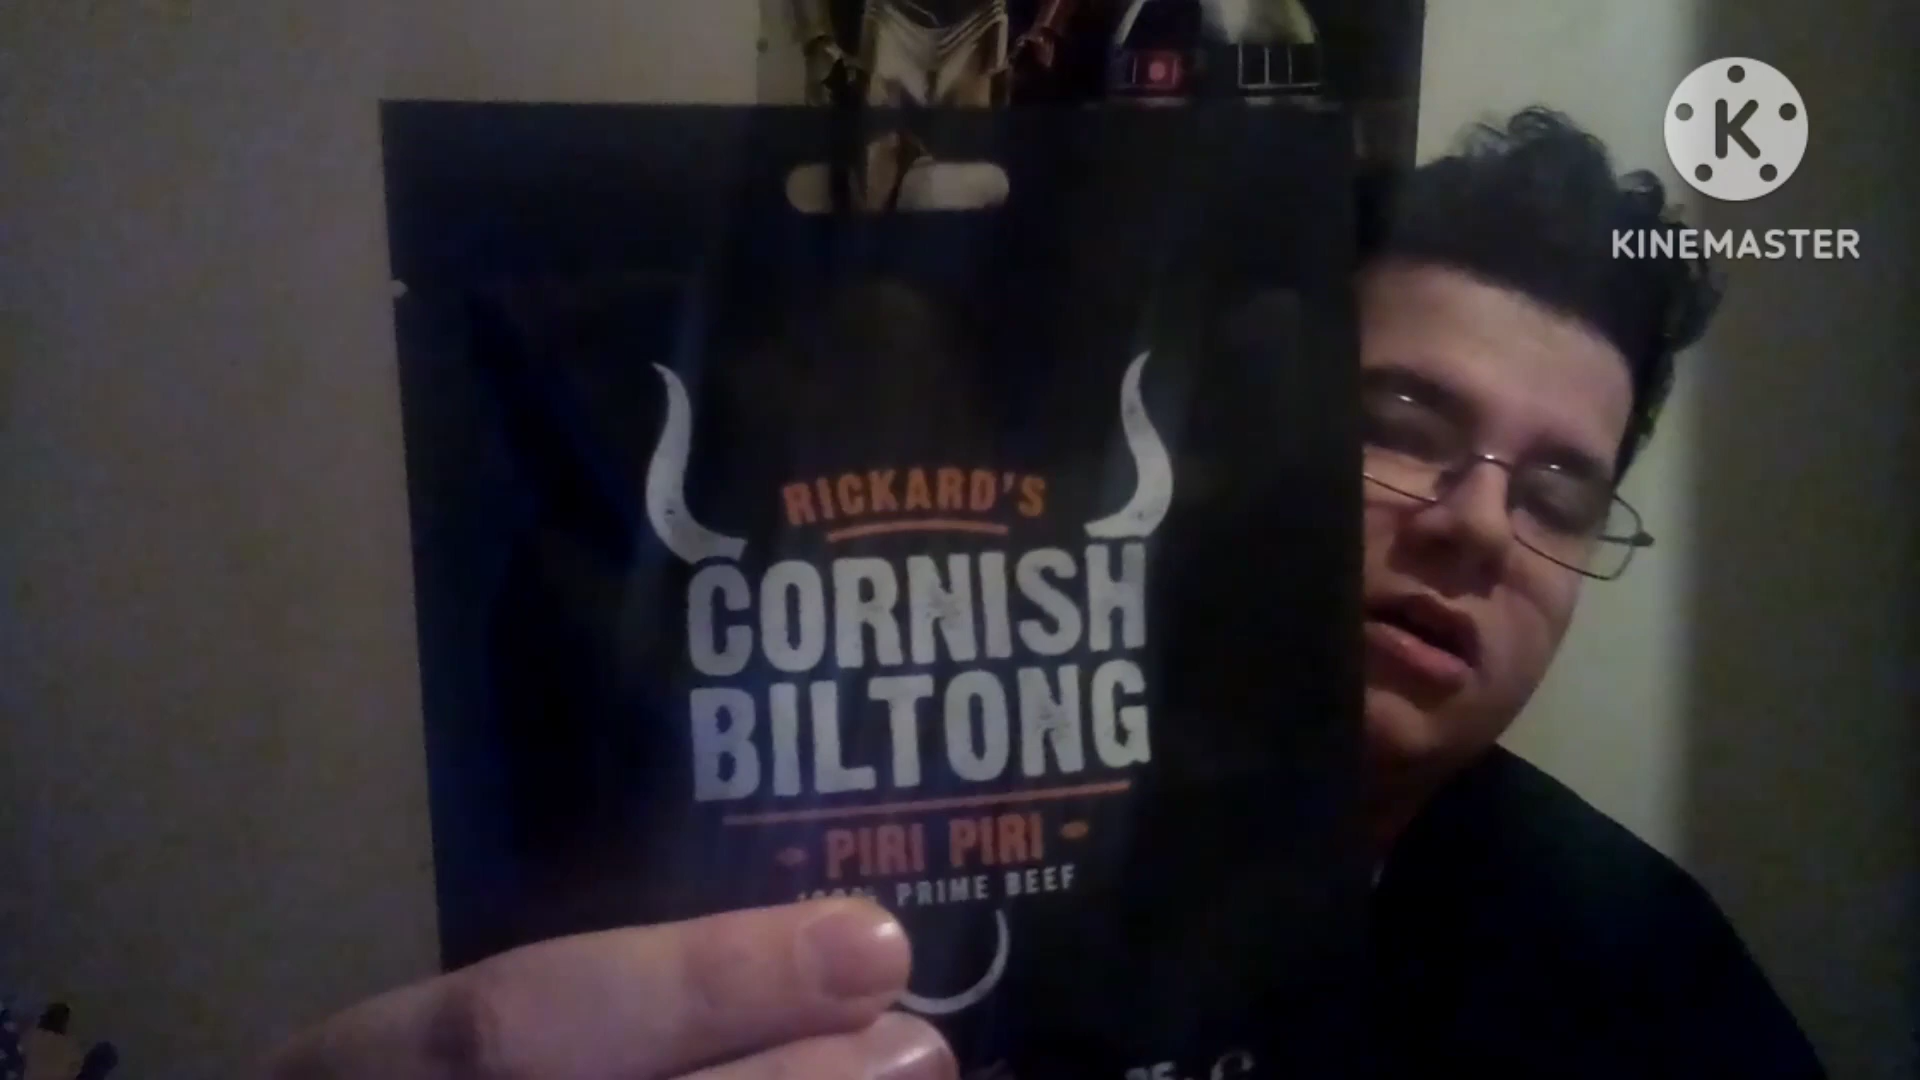 K
KINEMASTER
RICKARD'S
CORNISH
BILTONG
- PIRI PIRI -
PRIME BEEF